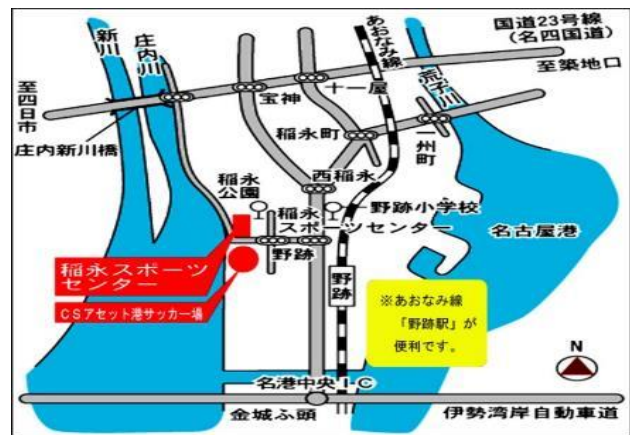 国道23号線
(名四国道)
至築地口
新川
庄内川
あおなみ線
荒子川
至四日市
宝神
十一屋
稲永町
一州町
庄内新川橋
西稲永
稲永
公園
野跡小学校
稲永
スポーツセンター
名古屋港
野跡
稲永スポーツ
センター
CSアセット港サッカー場
野跡
※あおなみ線
「野跡駅」が
便利です。
N
名港中央IC
金城ふ頭
伊勢湾岸自動車道